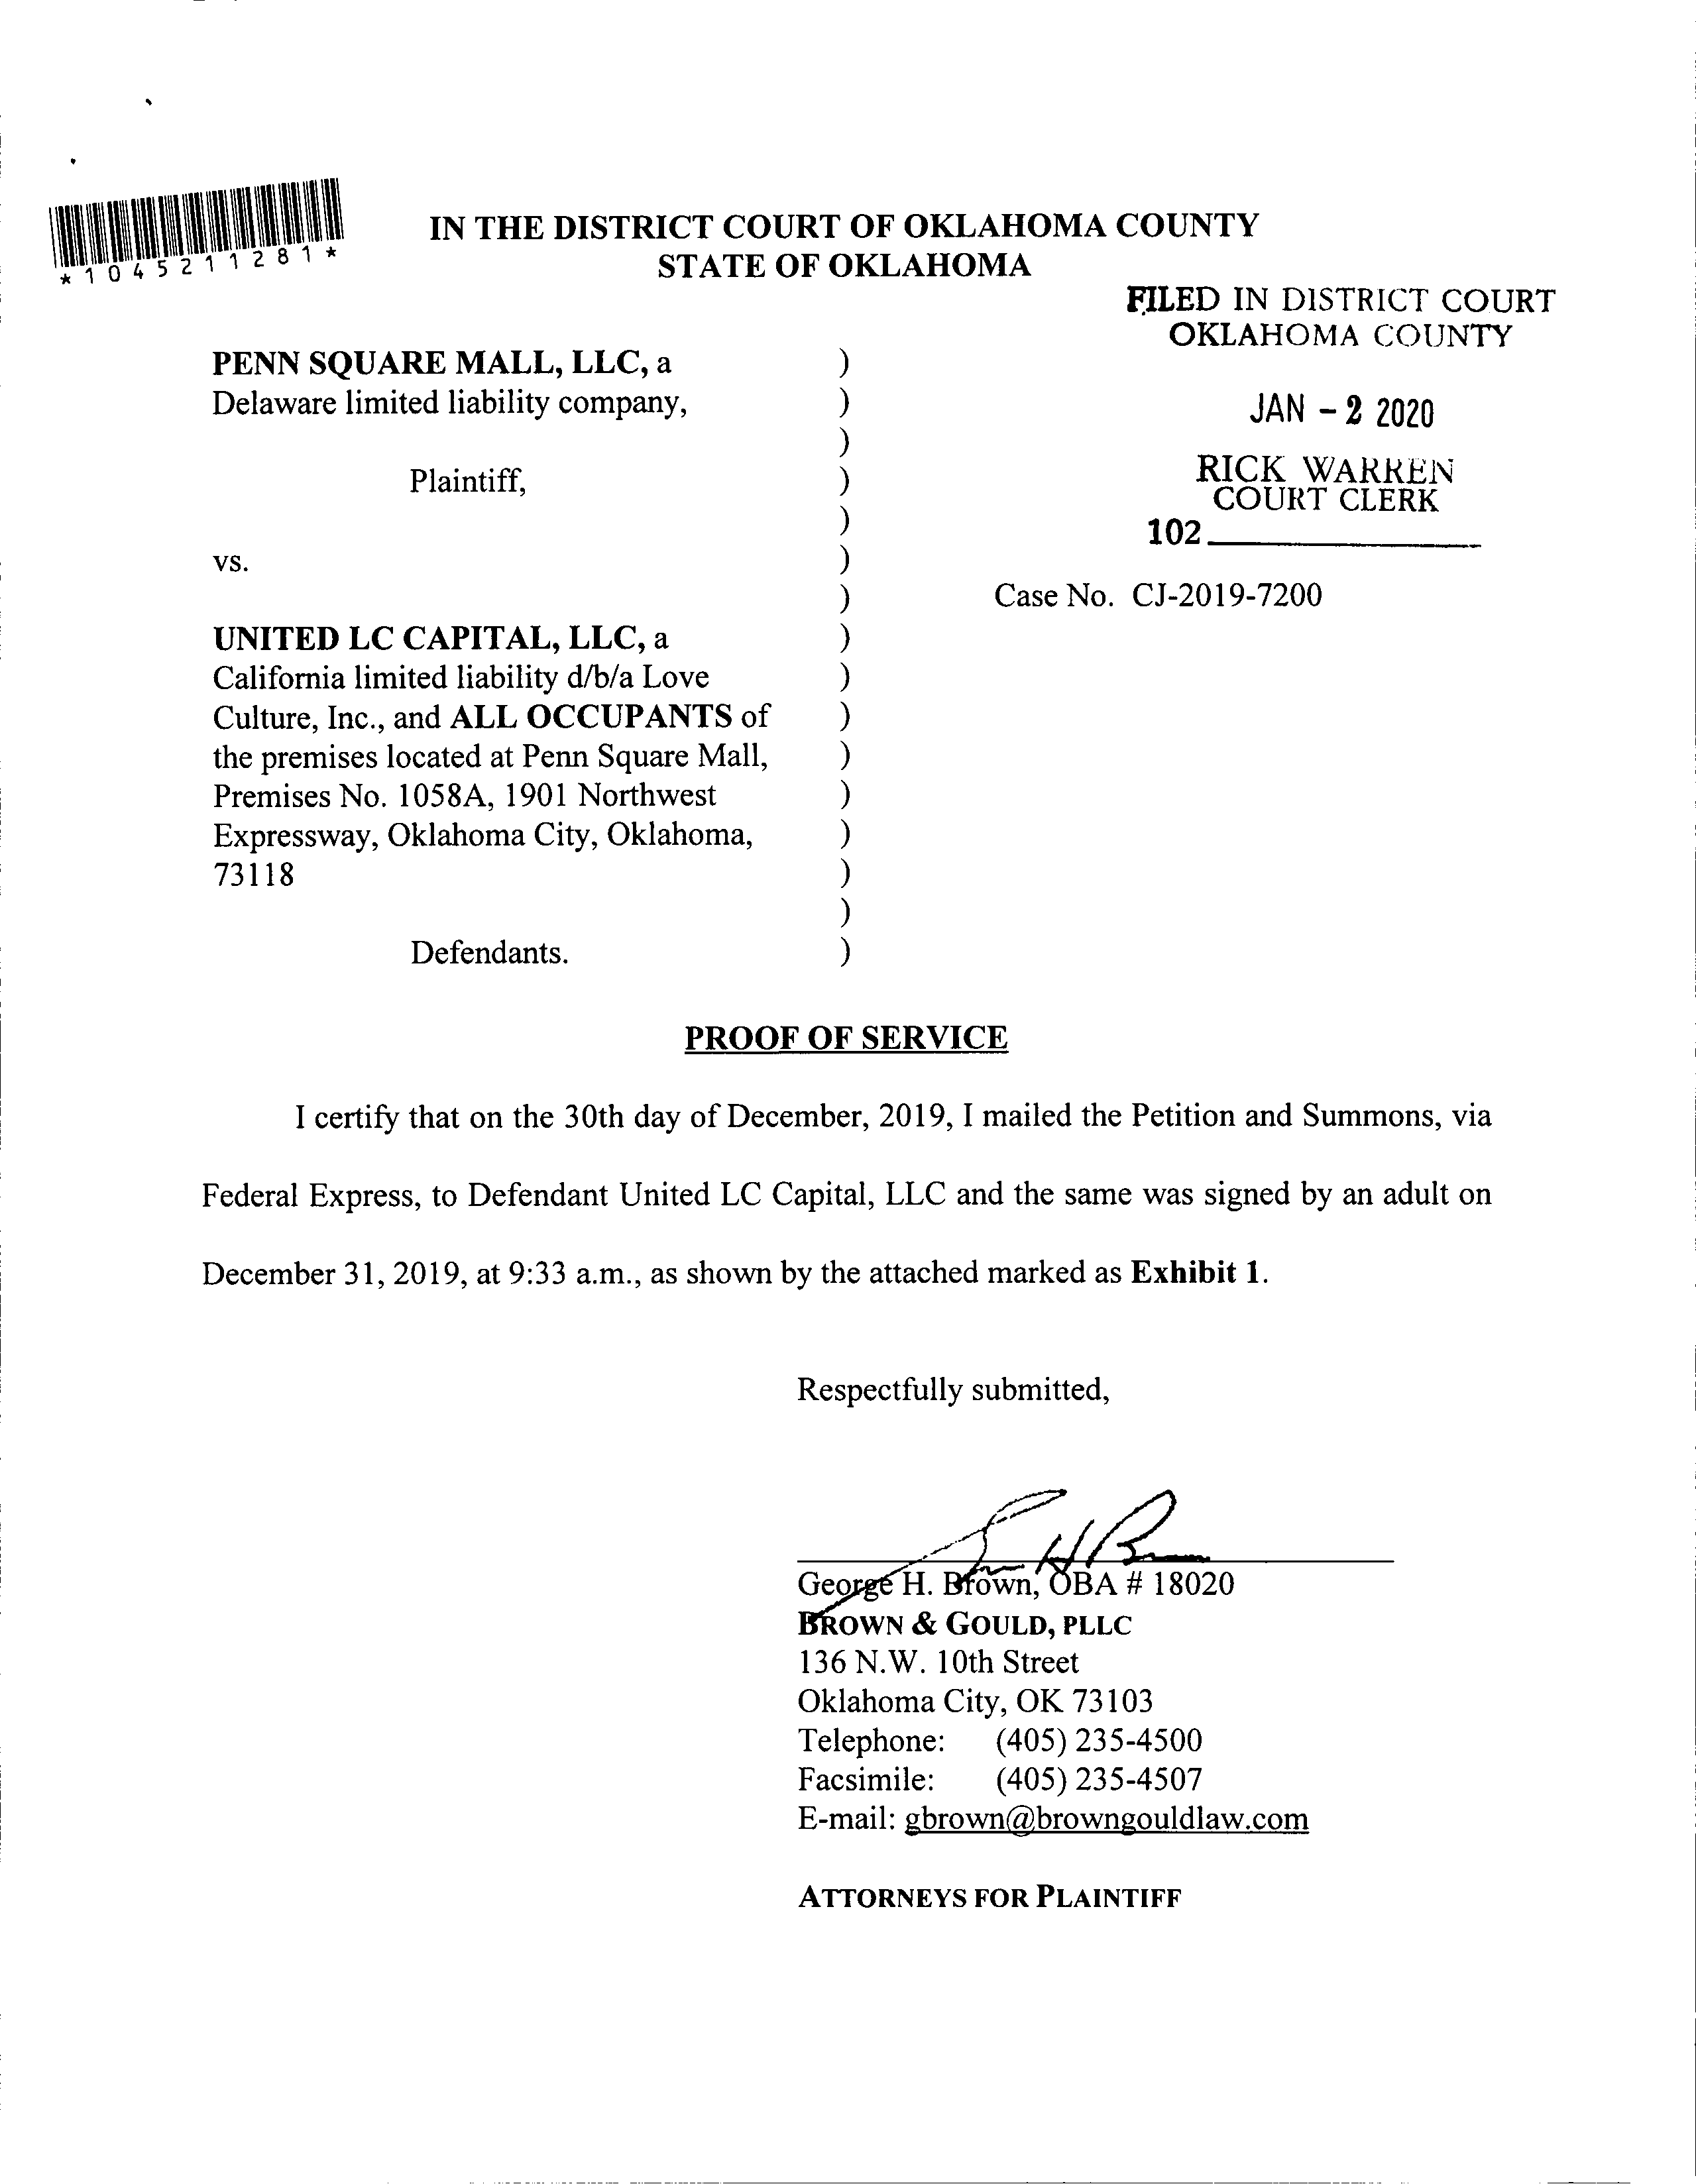 *1045211281*
IN THE DISTRICT COURT OF OKLAHOMA COUNTY
STATE OF OKLAHOMA
FILED IN DISTRICT COURT
OKLAHOMA COUNTY
JAN - 2 2020
RICK WARREN
COURT CLERK
102
PENN SQUARE MALL, LLC, a )
Delaware limited liability company, )
)
Plaintiff, )
)
vs. )
)
Case No. CJ-2019-7200
UNITED LC CAPITAL, LLC, a )
California limited liability d/b/a Love )
Culture, Inc., and ALL OCCUPANTS of )
the premises located at Penn Square Mall, )
Premises No. 1058A, 1901 Northwest )
Expressway, Oklahoma City, Oklahoma, )
73118 )
)
Defendants. )
PROOF OF SERVICE
I certify that on the 30th day of December, 2019, I mailed the Petition and Summons, via
Federal Express, to Defendant United LC Capital, LLC and the same was signed by an adult on
December 31, 2019, at 9:33 a.m., as shown by the attached marked as Exhibit 1.
Respectfully submitted,
George H. Brown, OBA # 18020
BROWN & GOULD, PLLC
136 N.W. 10th Street
Oklahoma City, OK 73103
Telephone: (405) 235-4500
Facsimile: (405) 235-4507
E-mail: gbrown@browngouldlaw.com
ATTORNEYS FOR PLAINTIFF